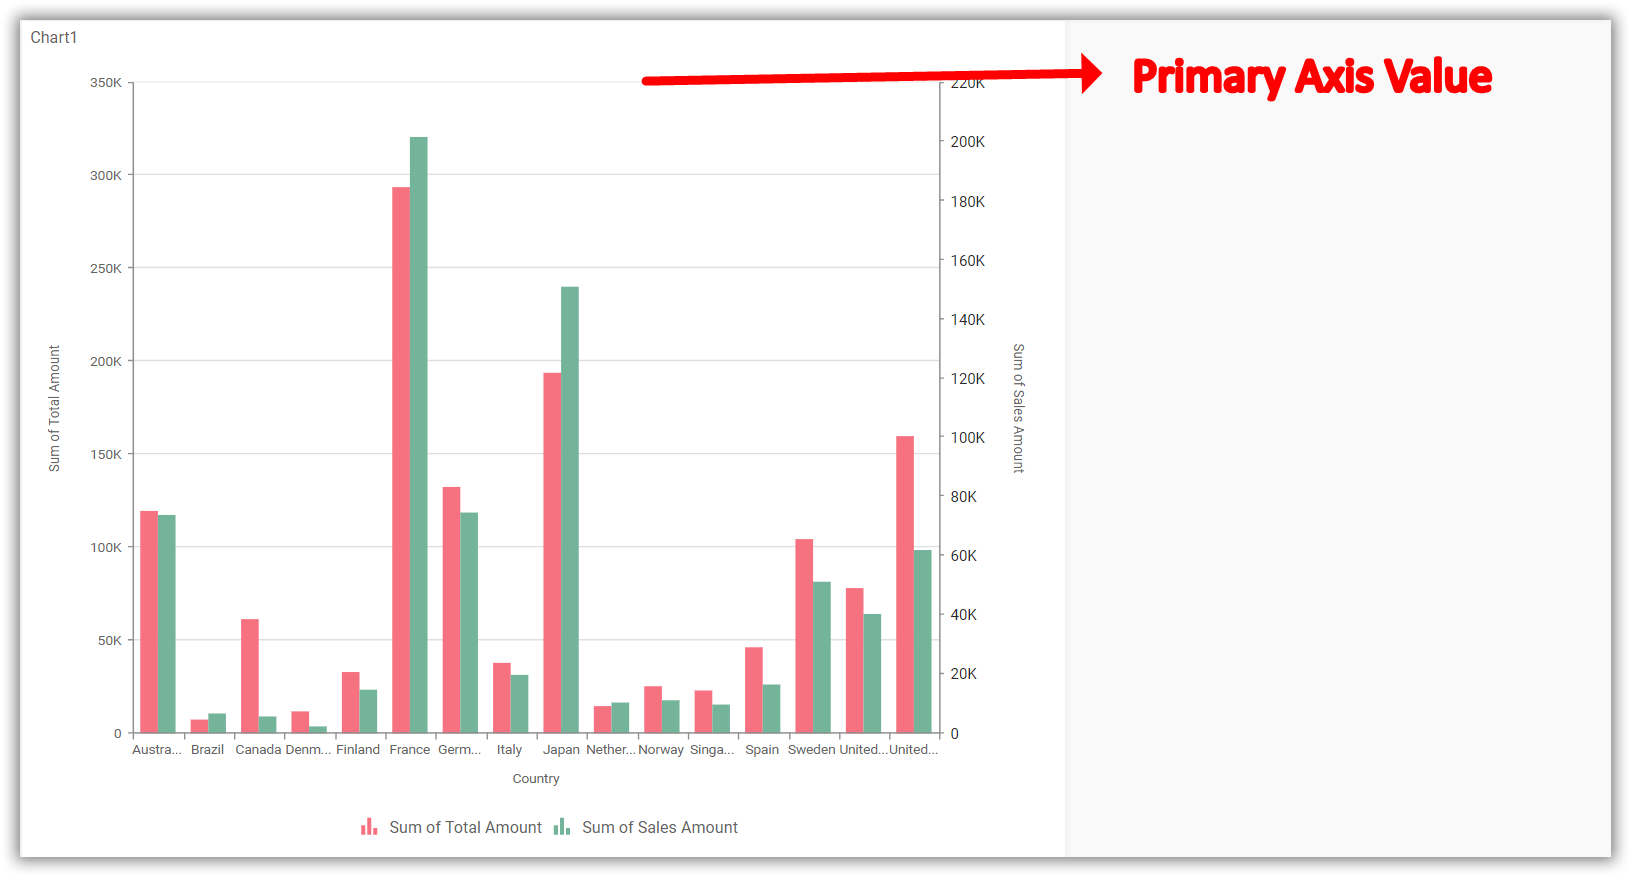 Chart1
Primary Axis Value
350K
300K
250K
200K
150K
100K
50K
0
Sum of Total Amount
220K
200K
180K
160K
140K
120K
100K
80K
60K
40K
20K
0
Sum of Sales Amount
Austra... Brazil Canada Denm... Finland France Germ... Italy Japan Nether... Norway Singa... Spain Sweden United... United...
Country
Sum of Total Amount Sum of Sales Amount